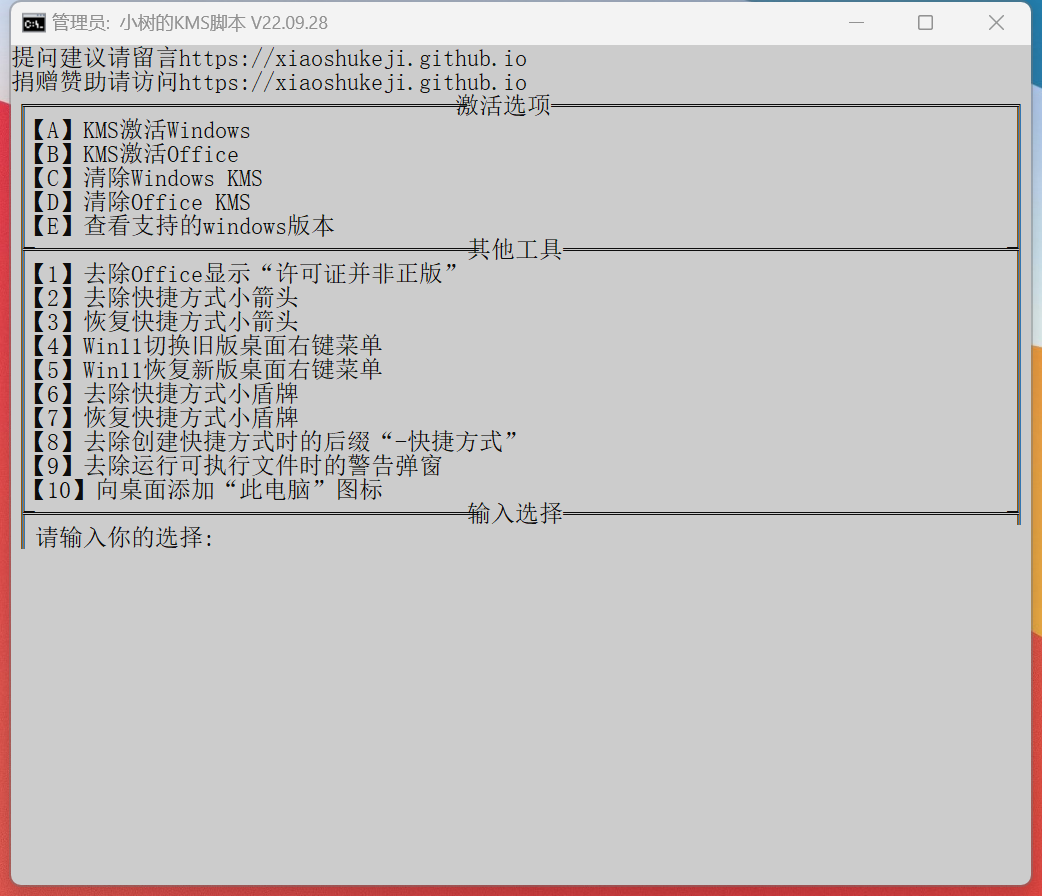 管理员: 小树的KMS脚本 V22.09.28
提问建议请留言https://xiaoshukeji.github.io
捐赠赞助请访问https://xiaoshukeji.github.io
激活选项
【A】KMS激活Windows
【B】KMS激活Office
【C】清除Windows KMS
【D】清除Office KMS
【E】查看支持的windows版本
其他工具
【1】去除Office显示“许可证并非正版”
【2】去除快捷方式小箭头
【3】恢复快捷方式小箭头
【4】Win11切换旧版桌面右键菜单
【5】Win11恢复新版桌面右键菜单
【6】去除快捷方式小盾牌
【7】恢复快捷方式小盾牌
【8】去除创建快捷方式时的后缀“-快捷方式”
【9】去除运行可执行文件时的警告弹窗
【10】向桌面添加“此电脑”图标
输入选择
请输入你的选择: